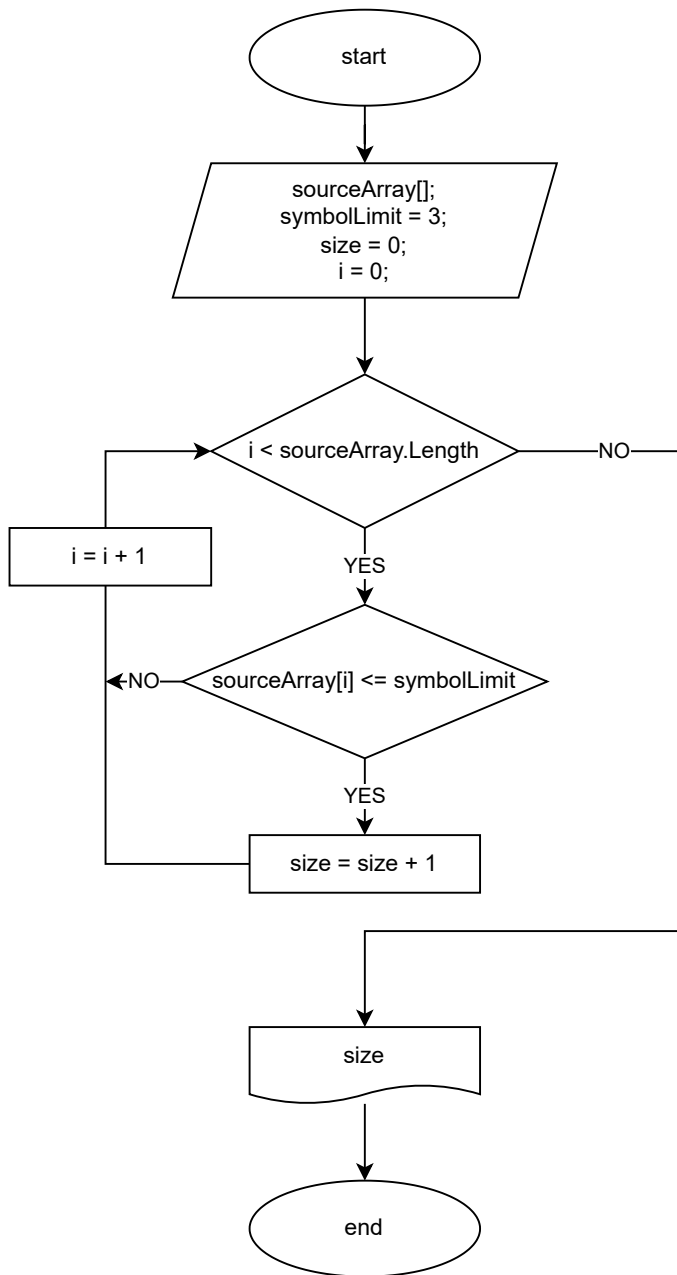 start
sourceArray[];
symbolLimit = 3;
size = 0;
i = 0;
i < sourceArray.Length
NO
i = i + 1
YES
sourceArray[i] <= symbolLimit
NO
YES
size = size + 1
size
end